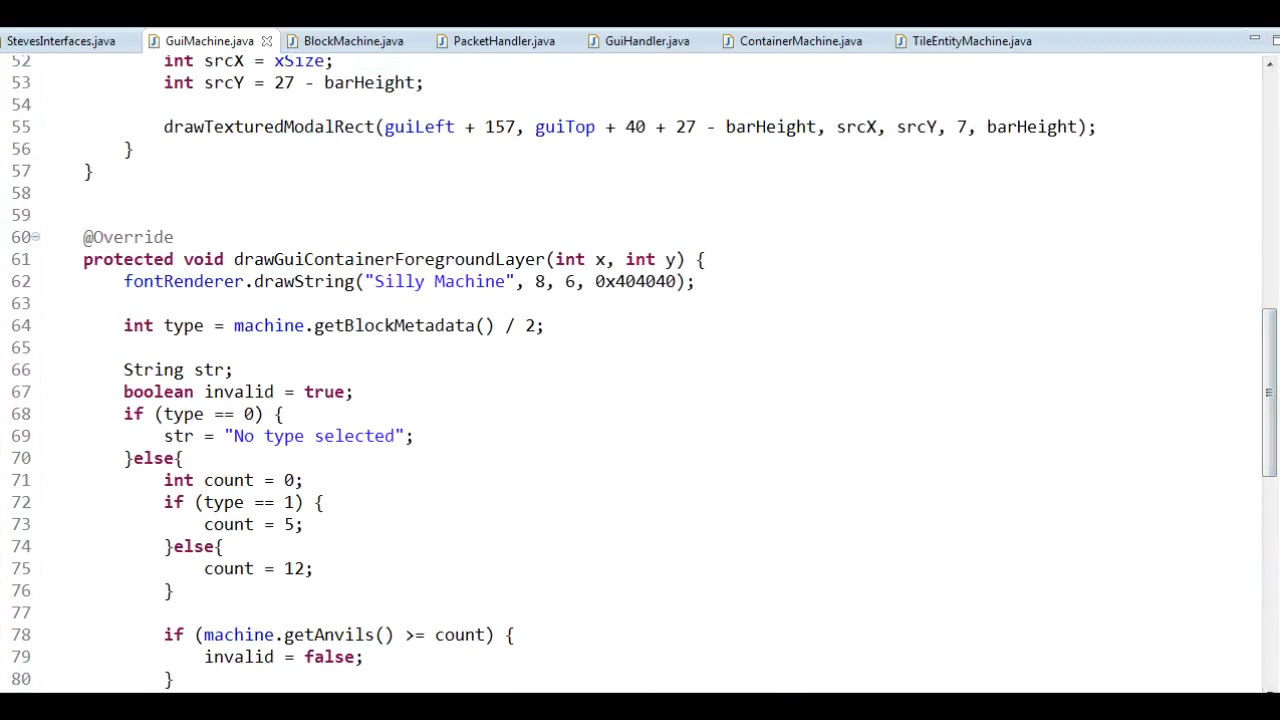 StevesInterfaces.java GuiMachine.java BlockMachine.java PacketHandler.java GuiHandler.java ContainerMachine.java TileEntityMachine.java
52 int srcX = xSize;
53 int srcY = 27 - barHeight;
54
55 drawTexturedModalRect(guiLeft + 157, guiTop + 40 + 27 - barHeight, srcX, srcY, 7, barHeight);
56 }
57 }
58
59
60 @Override
61 protected void drawGuiContainerForegroundLayer(int x, int y) {
62 fontRenderer.drawString("Silly Machine", 8, 6, 0x404040);
63
64 int type = machine.getBlockMetadata() / 2;
65
66 String str;
67 boolean invalid = true;
68 if (type == 0) {
69 str = "No type selected";
70 }else{
71 int count = 0;
72 if (type == 1) {
73 count = 5;
74 }else{
75 count = 12;
76 }
77
78 if (machine.getAnvils() >= count) {
79 invalid = false;
80 }